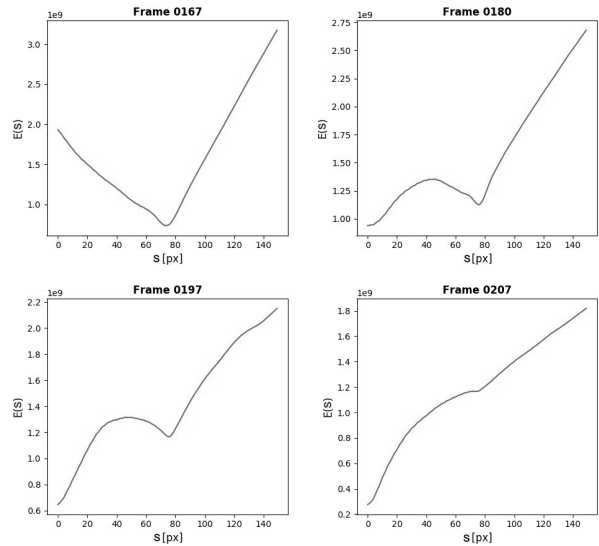 Frame 0167
1e9
3.0
2.5
2.0
1.5
1.0
E(S)
0 20 40 60 80 100 120 140
S [px]
Frame 0180
1e9
2.75
2.50
2.25
2.00
1.75
1.50
1.25
1.00
E(S)
0 20 40 60 80 100 120 140
S [px]
Frame 0197
1e9
2.2
2.0
1.8
1.6
1.4
1.2
1.0
0.8
0.6
E(S)
0 20 40 60 80 100 120 140
S [px]
Frame 0207
1e9
1.8
1.6
1.4
1.2
1.0
0.8
0.6
0.4
0.2
E(S)
0 20 40 60 80 100 120 140
S [px]